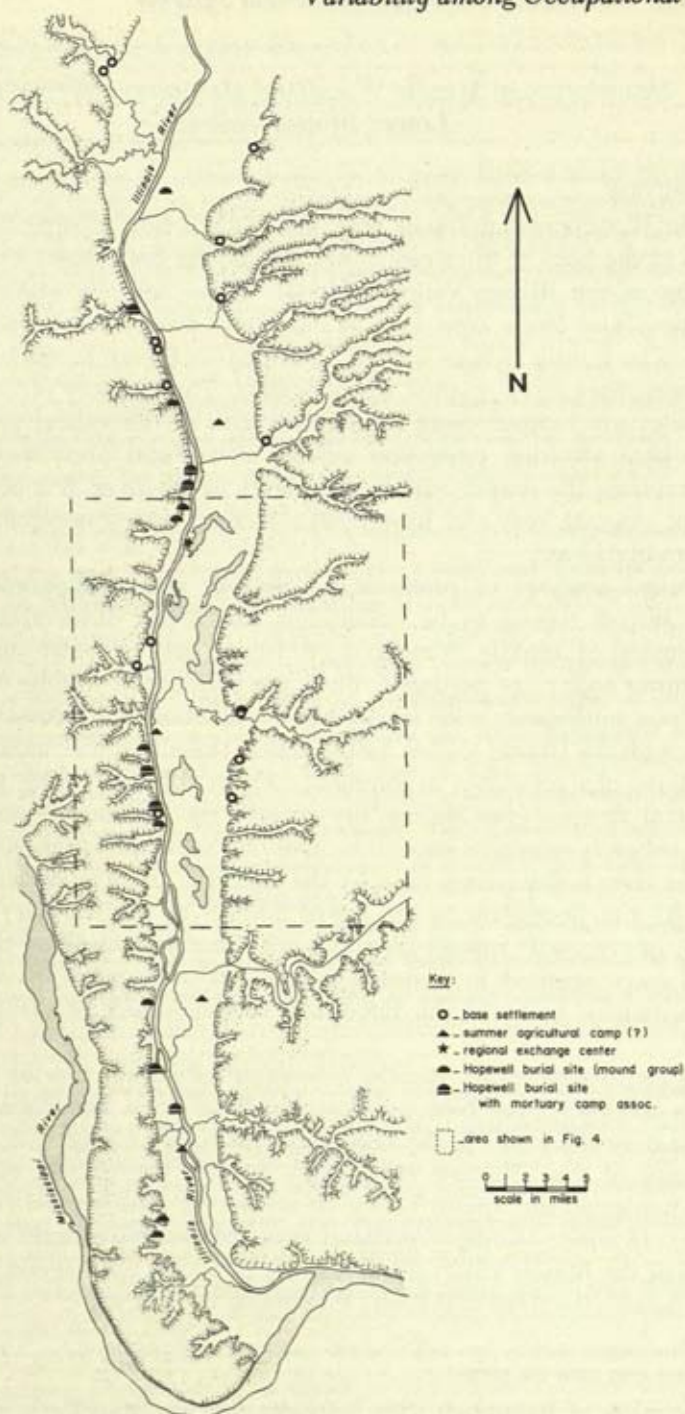 Variability among Occupational
Illinois River
N
Key:
base settlement
summer agricultural camp (?)
regional exchange center
Hopewell burial site (mound group)
Hopewell burial site
with mortuary camp assoc.
area shown in Fig. 4.
0 1 2 3 4 5
scale in miles
Mississippi River
Illinois River